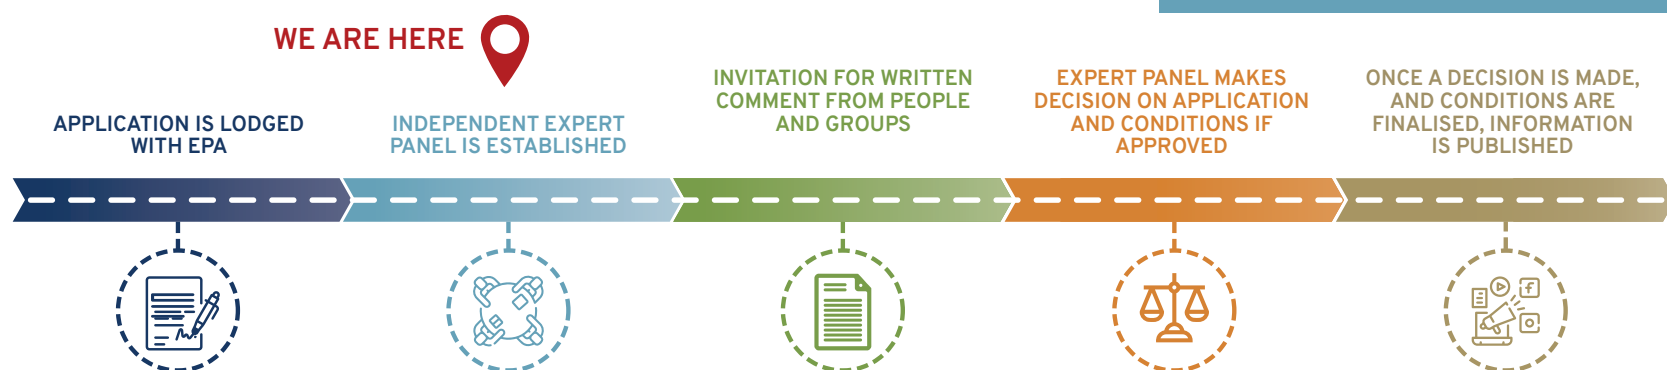 WE ARE HERE
APPLICATION IS LODGED
WITH EPA
INDEPENDENT EXPERT
PANEL IS ESTABLISHED
INVITATION FOR WRITTEN
COMMENT FROM PEOPLE
AND GROUPS
EXPERT PANEL MAKES
DECISION ON APPLICATION
AND CONDITIONS IF
APPROVED
ONCE A DECISION IS MADE,
AND CONDITIONS ARE
FINALISED, INFORMATION
IS PUBLISHED